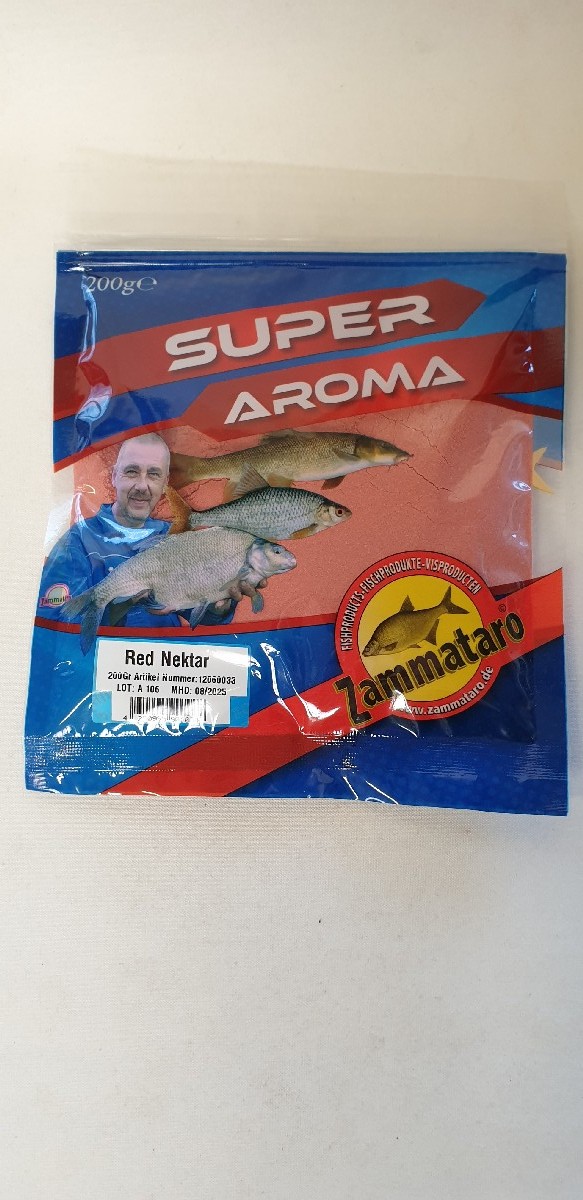 200g℮
SUPER
AROMA
FISHPRODUCTS-FISCHPRODUKTE-VISPRODUCTEN
Zammataro
©
www.zammataro.de
Red Nektar
200Gr Artikel Nummer:12060033
LOT: A 106 MHD: 08/2025